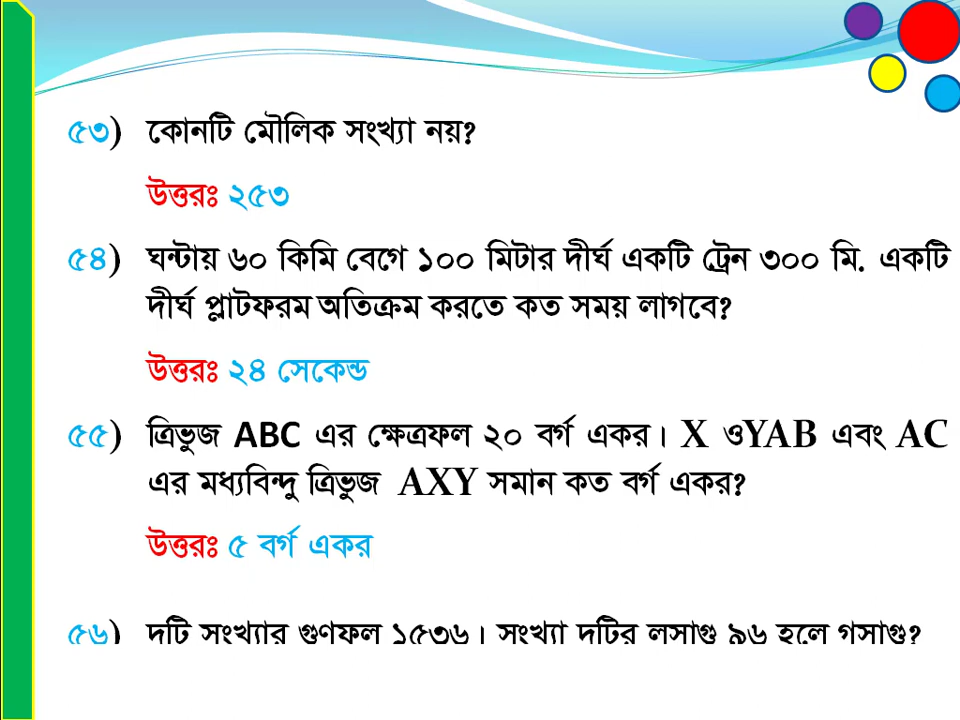 ৫৩) কোনটি মৌলিক সংখ্যা নয়?
উত্তরঃ ২৫৩
৫৪) ঘন্টায় ৬০ কিমি বেগে ১০০ মিটার দীর্ঘ একটি ট্রেন ৩০০ মি. একটি
দীর্ঘ প্লাটফরম অতিক্রম করতে কত সময় লাগবে?
উত্তরঃ ২৪ সেকেন্ড
৫৫) ত্রিভুজ ABC এর ক্ষেত্রফল ২০ বর্গ একর। X ওYAB এবং AC
এর মধ্যবিন্দু ত্রিভুজ AXY সমান কত বর্গ একর?
উত্তরঃ ৫ বর্গ একর
৫৬) দটি সংখ্যার গুণফল ১৫৩৬। সংখ্যা দটির লসাগু ৯৬ হলে গসাগু?